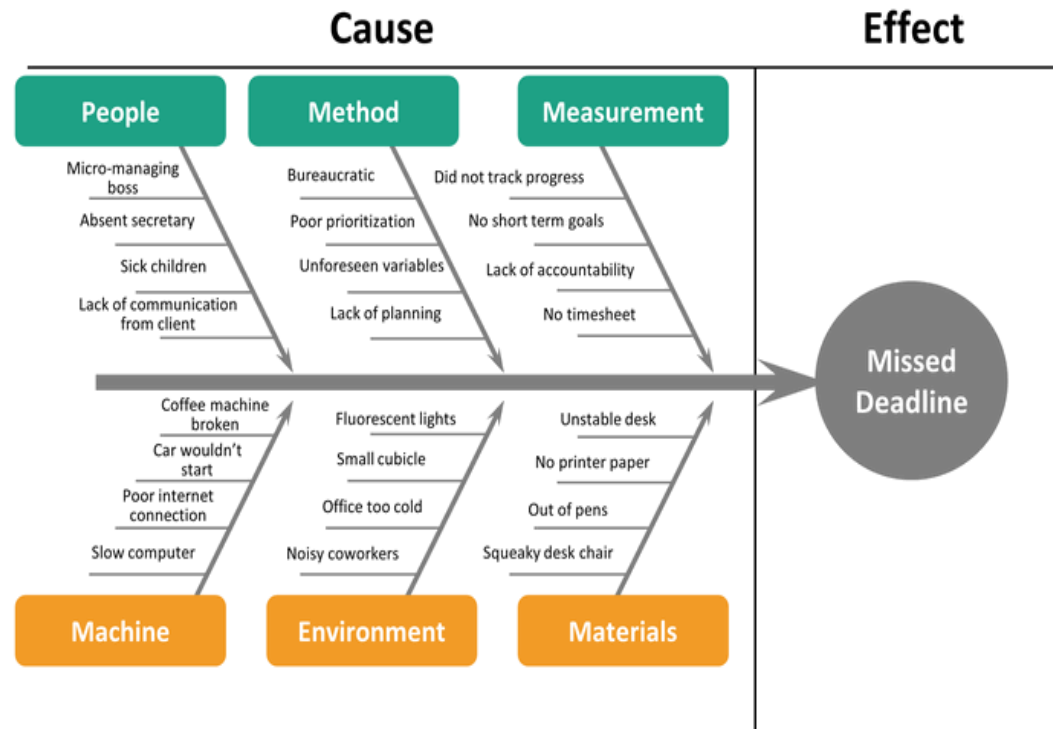 Cause
Effect
People
Method
Measurement
Micro-managing
boss
Absent secretary
Sick children
Lack of communication
from client
Bureaucratic
Poor prioritization
Unforeseen variables
Lack of planning
Did not track progress
No short term goals
Lack of accountability
No timesheet
Missed
Deadline
Coffee machine
broken
Car wouldn’t
start
Poor internet
connection
Slow computer
Fluorescent lights
Small cubicle
Office too cold
Noisy coworkers
Unstable desk
No printer paper
Out of pens
Squeaky desk chair
Machine
Environment
Materials